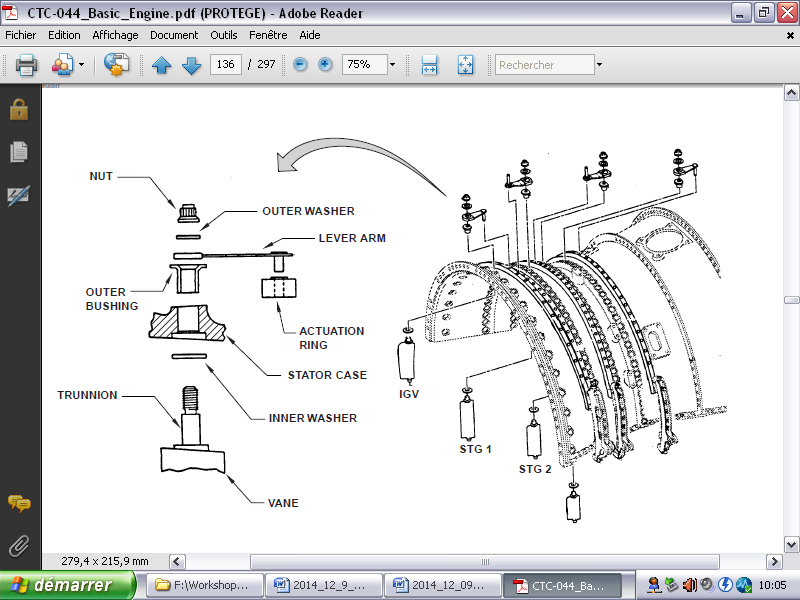 CTC-044_Basic_Engine.pdf (PROTEGE) - Adobe Reader
Fichier Edition Affichage Document Outils Fenêtre Aide
136 / 297 75% Rechercher
NUT
OUTER WASHER
LEVER ARM
OUTER
BUSHING
ACTUATION
RING
STATOR CASE
TRUNNION
INNER WASHER
VANE
IGV
STG 1
STG 2
279,4 x 215,9 mm
démarrer F:\Workshop... 2014_12_9_... 2014_12_09... CTC-044_Ba... 10:05